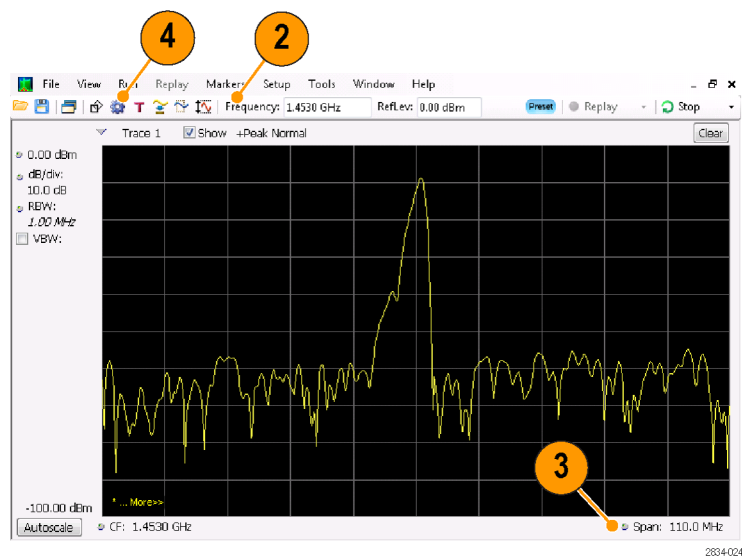 4
2
File View Run Replay Markers Setup Tools Window Help
T Frequency: 1.4530 GHz RefLev: 0.00 dBm Preset Replay Stop
Trace 1 Show +Peak Normal Clear
0.00 dBm
dB/div:
10.0 dB
RBW:
1.00 MHz
VBW:
3
* ... More>>
-100.00 dBm
Autoscale CF: 1.4530 GHz Span: 110.0 MHz
2834-024